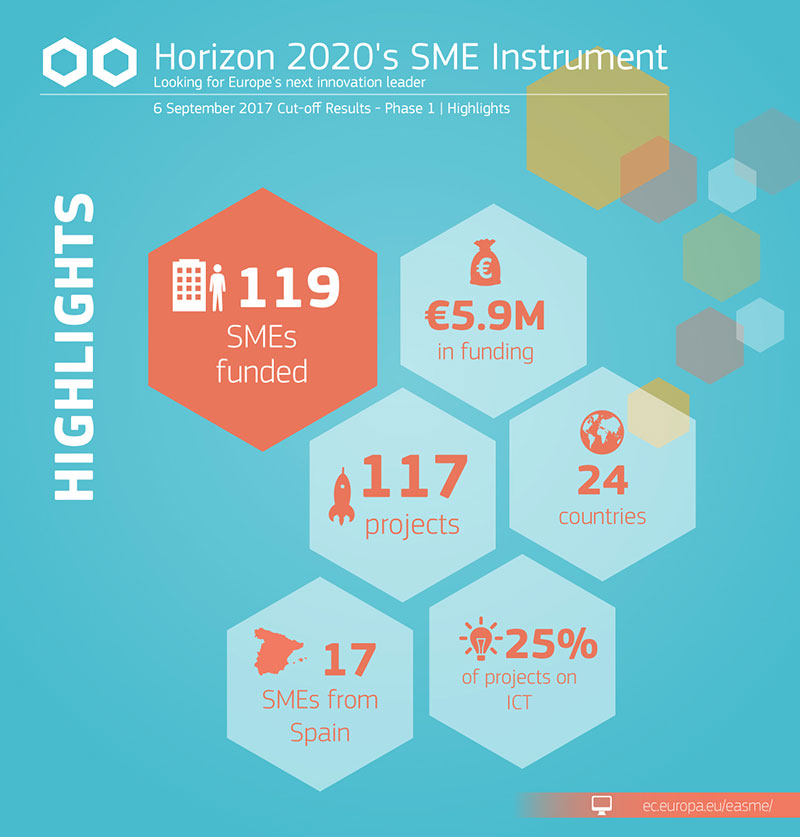 Horizon 2020's SME Instrument
Looking for Europe's next innovation leader
6 September 2017 Cut-off Results - Phase 1 | Highlights
HIGHLIGHTS
119
SMEs
funded
€
€5.9M
in funding
117
projects
24
countries
17
SMEs from
Spain
25%
of projects on
ICT
ec.europa.eu/easme/